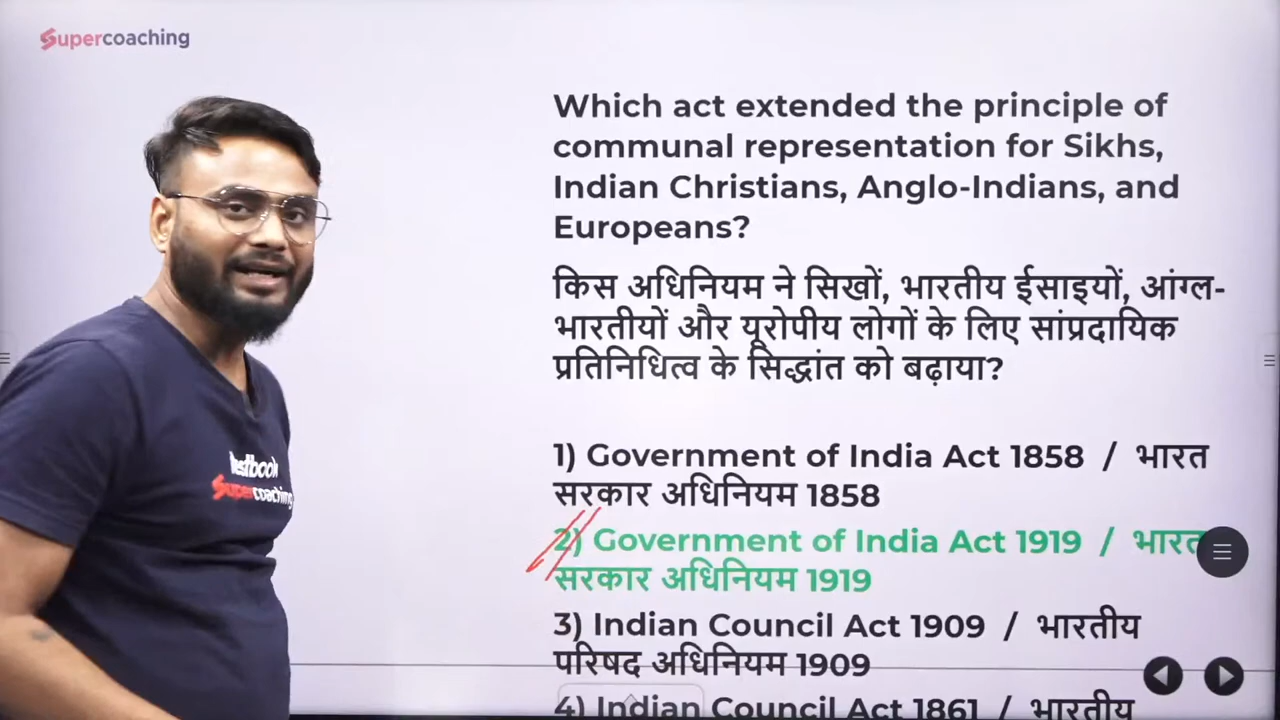 Supercoaching
Which act extended the principle of
communal representation for Sikhs,
Indian Christians, Anglo-Indians, and
Europeans?
किस अधिनियम ने सिखों, भारतीय ईसाइयों, आंग्ल-
भारतीयों और यूरोपीय लोगों के लिए सांप्रदायिक
प्रतिनिधित्व के सिद्धांत को बढ़ाया?
1) Government of India Act 1858 / भारत
सरकार अधिनियम 1858
2) Government of India Act 1919 / भारत
सरकार अधिनियम 1919
3) Indian Council Act 1909 / भारतीय
परिषद अधिनियम 1909
4) Indian Council Act 1861 / भारतीय
testbook
Supercoaching